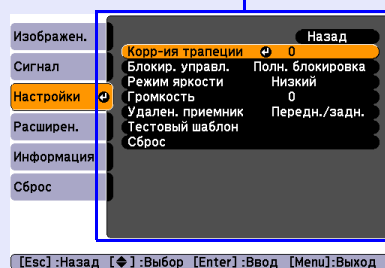 Изображен.
Сигнал
Настройки
Расширен.
Информация
Сброс
Назад
Корр-ия трапеции 0
Блокир. управл. Полн. блокировка
Режим яркости Низкий
Громкость 0
Удален. приемник Передн./задн.
Тестовый шаблон
Сброс
[Esc] :Назад [◆] :Выбор [Enter] :Ввод [Menu]:Выход